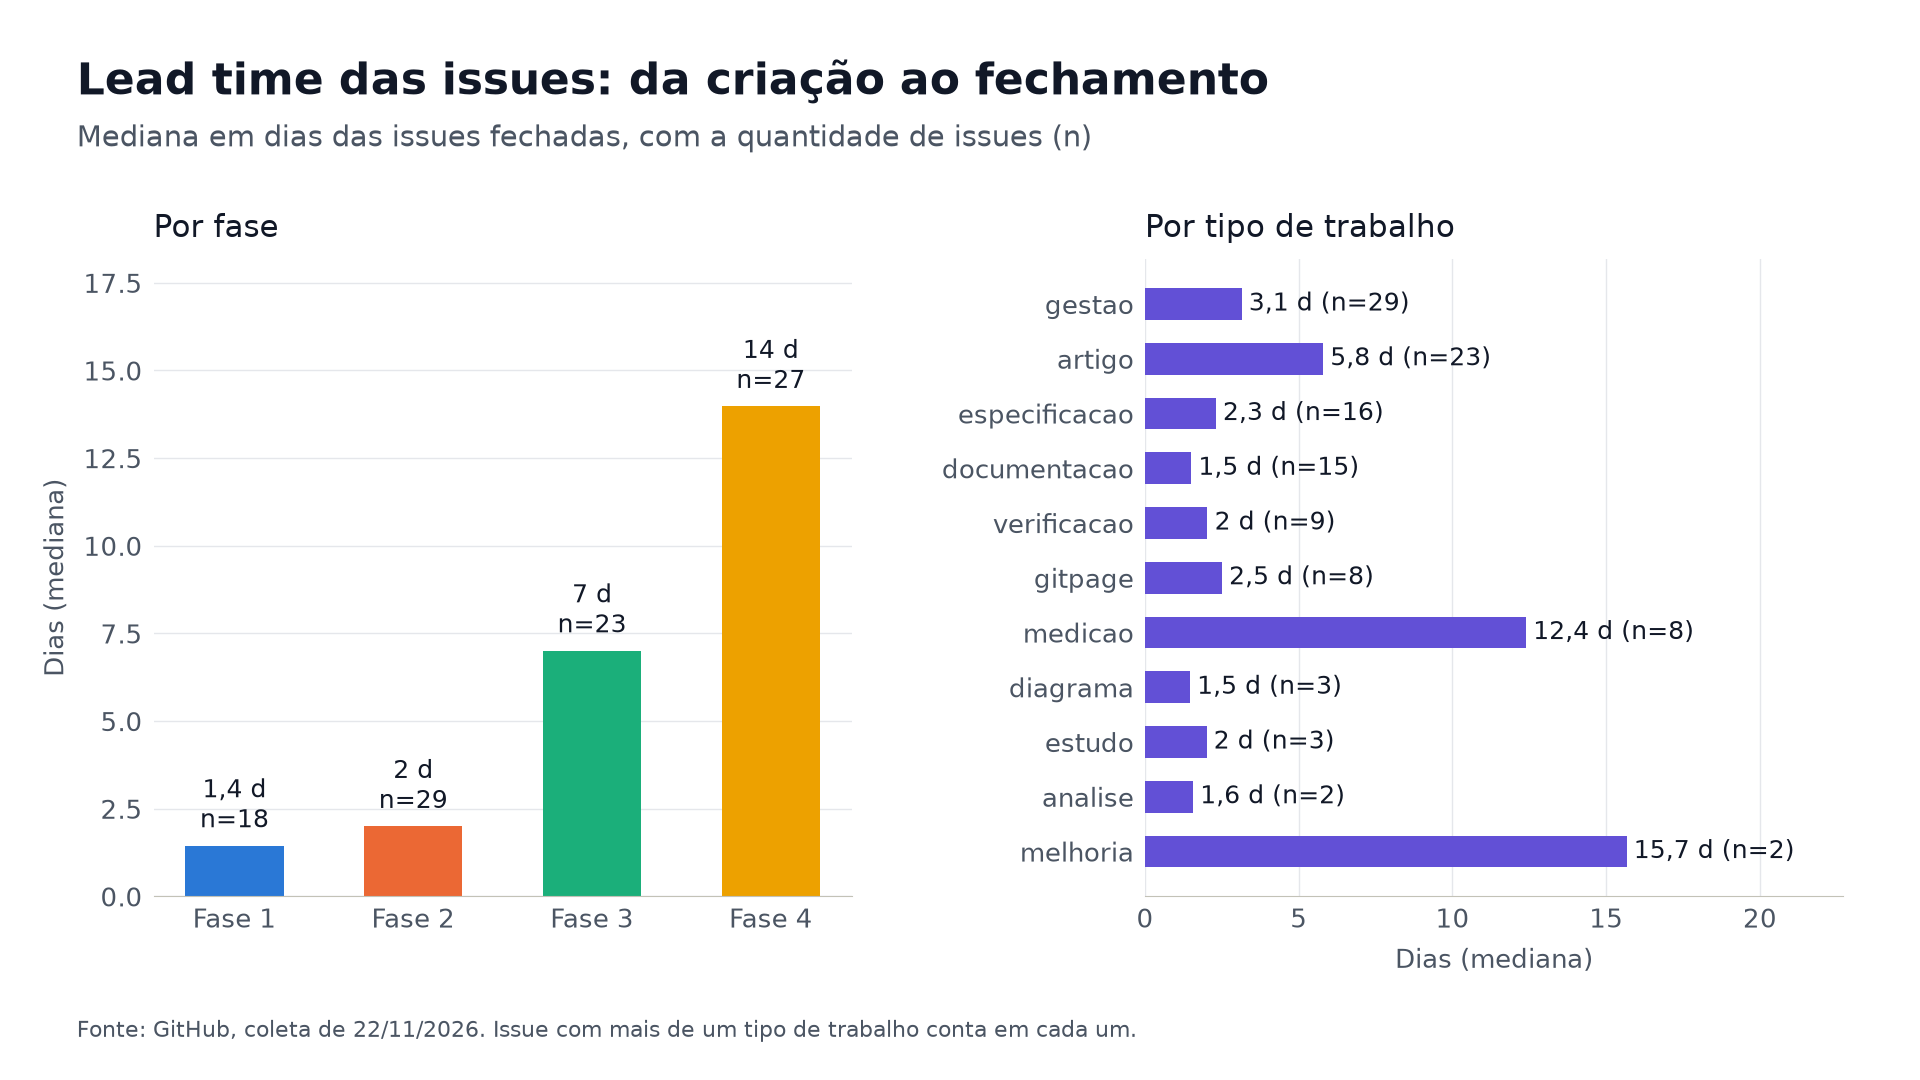 Lead time das issues: da criação ao fechamento
Mediana em dias das issues fechadas, com a quantidade de issues (n)
Por fase
Dias (mediana)
17.5
15.0
12.5
10.0
7.5
5.0
2.5
0.0
1,4 d
n=18
2 d
n=29
7 d
n=23
14 d
n=27
Fase 1
Fase 2
Fase 3
Fase 4
Por tipo de trabalho
gestao 3,1 d (n=29)
artigo 5,8 d (n=23)
especificacao 2,3 d (n=16)
documentacao 1,5 d (n=15)
verificacao 2 d (n=9)
gitpage 2,5 d (n=8)
medicao 12,4 d (n=8)
diagrama 1,5 d (n=3)
estudo 2 d (n=3)
analise 1,6 d (n=2)
melhoria 15,7 d (n=2)
0 5 10 15 20
Dias (mediana)
Fonte: GitHub, coleta de 22/11/2026. Issue com mais de um tipo de trabalho conta em cada um.